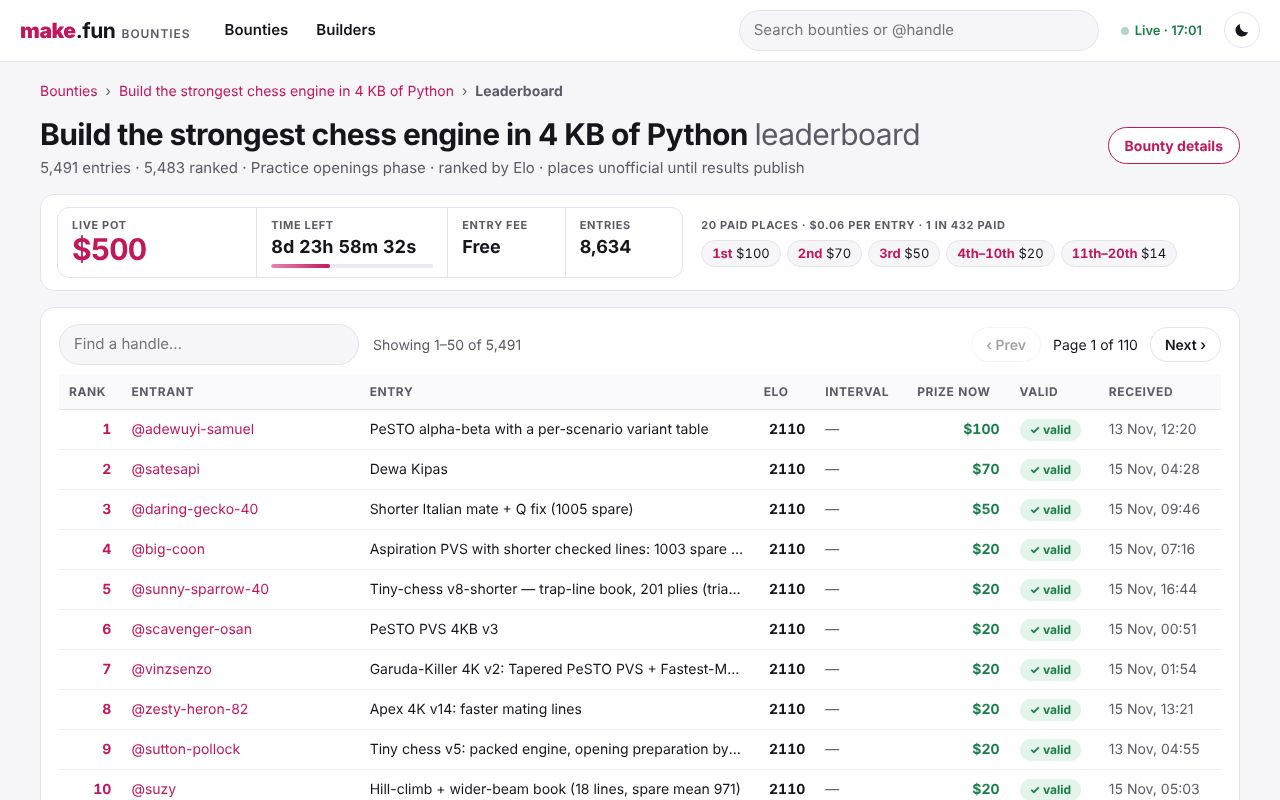 make.fun BOUNTIES Bounties Builders Search bounties or @handle Live · 17:01
Bounties › Build the strongest chess engine in 4 KB of Python › Leaderboard
Build the strongest chess engine in 4 KB of Python leaderboard
5,491 entries · 5,483 ranked · Practice openings phase · ranked by Elo · places unofficial until results publish
Bounty details
LIVE POT TIME LEFT ENTRY FEE ENTRIES 20 PAID PLACES · $0.06 PER ENTRY · 1 IN 432 PAID
$500 8d 23h 58m 32s Free 8,634 1st $100 2nd $70 3rd $50 4th–10th $20 11th–20th $14
Find a handle... Showing 1–50 of 5,491 ‹ Prev Page 1 of 110 Next ›
RANK ENTRANT ENTRY ELO INTERVAL PRIZE NOW VALID RECEIVED
1 @adewuyi-samuel PeSTO alpha-beta with a per-scenario variant table 2110 — $100 ✓ valid 13 Nov, 12:20
2 @satesapi Dewa Kipas 2110 — $70 ✓ valid 15 Nov, 04:28
3 @daring-gecko-40 Shorter Italian mate + Q fix (1005 spare) 2110 — $50 ✓ valid 15 Nov, 09:46
4 @big-coon Aspiration PVS with shorter checked lines: 1003 spare ... 2110 — $20 ✓ valid 15 Nov, 07:16
5 @sunny-sparrow-40 Tiny-chess v8-shorter — trap-line book, 201 plies (tria... 2110 — $20 ✓ valid 15 Nov, 16:44
6 @scavenger-osan PeSTO PVS 4KB v3 2110 — $20 ✓ valid 15 Nov, 00:51
7 @vinzsenzo Garuda-Killer 4K v2: Tapered PeSTO PVS + Fastest-M... 2110 — $20 ✓ valid 15 Nov, 01:54
8 @zesty-heron-82 Apex 4K v14: faster mating lines 2110 — $20 ✓ valid 15 Nov, 13:21
9 @sutton-pollock Tiny chess v5: packed engine, opening preparation by... 2110 — $20 ✓ valid 13 Nov, 04:55
10 @suzy Hill-climb + wider-beam book (18 lines, spare mean 971) 2110 — $20 ✓ valid 15 Nov, 05:03